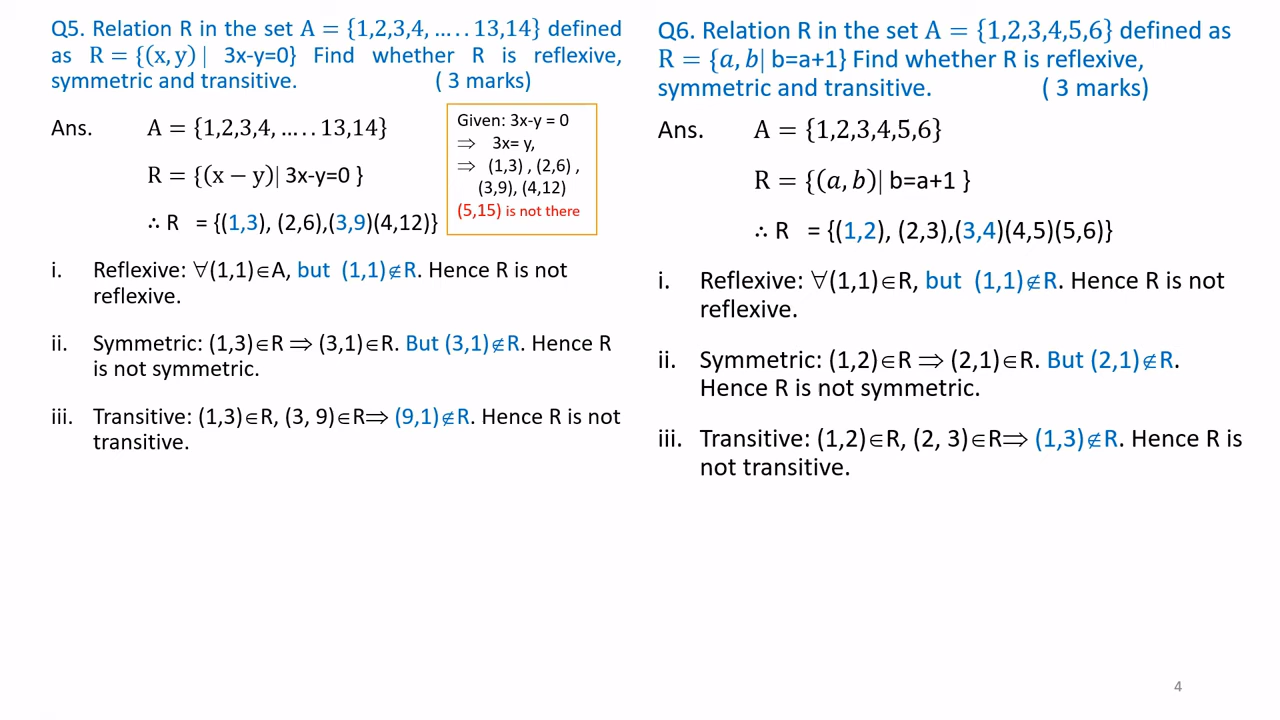 Q5. Relation R in the set A = {1,2,3,4, …. . 13,14} defined
as R = {(x, y) | 3x-y=0} Find whether R is reflexive,
symmetric and transitive. ( 3 marks)
Ans. A = {1,2,3,4, …. . 13,14}
R = {(x − y)| 3x-y=0 }
∴ R = {(1,3), (2,6),(3,9)(4,12)}
Given: 3x-y = 0
⇒ 3x= y,
⇒ (1,3) , (2,6) ,
(3,9), (4,12)
(5,15) is not there
i. Reflexive: ∀(1,1)∈A, but (1,1)∉R. Hence R is not
reflexive.
ii. Symmetric: (1,3)∈R ⇒ (3,1)∈R. But (3,1)∉R. Hence R
is not symmetric.
iii. Transitive: (1,3)∈R, (3, 9)∈R⇒ (9,1)∉R. Hence R is not
transitive.
Q6. Relation R in the set A = {1,2,3,4,5,6} defined as
R = {a, b| b=a+1} Find whether R is reflexive,
symmetric and transitive. ( 3 marks)
Ans. A = {1,2,3,4,5,6}
R = {(a, b)| b=a+1 }
∴ R = {(1,2), (2,3),(3,4)(4,5)(5,6)}
i. Reflexive: ∀(1,1)∈R, but (1,1)∉R. Hence R is not
reflexive.
ii. Symmetric: (1,2)∈R ⇒ (2,1)∈R. But (2,1)∉R.
Hence R is not symmetric.
iii. Transitive: (1,2)∈R, (2, 3)∈R⇒ (1,3)∉R. Hence R is
not transitive.
4